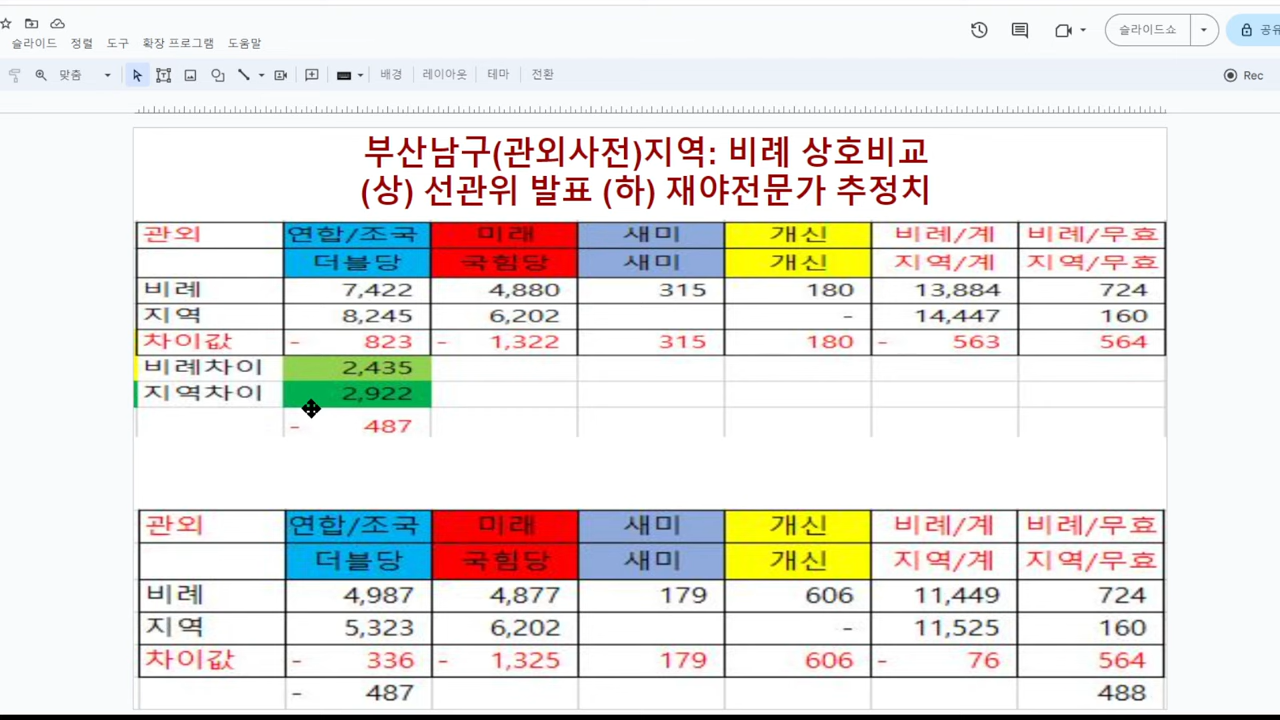 슬라이드 정렬 도구 확장 프로그램 도움말
슬라이드쇼 공유
맞춤 배경 레이아웃 테마 전환 Rec
부산남구(관외사전)지역: 비례 상호비교
(상) 선관위 발표 (하) 재야전문가 추정치
관외 연합/조국 미래 새미 개신 비례/계 비례/무효
더블당 국힘당 새미 개신 지역/계 지역/무효
비례 7,422 4,880 315 180 13,884 724
지역 8,245 6,202 - 14,447 160
차이값 - 823 - 1,322 315 180 - 563 564
비례차이 2,435
지역차이 2,922
- 487
관외 연합/조국 미래 새미 개신 비례/계 비례/무효
더블당 국힘당 새미 개신 지역/계 지역/무효
비례 4,987 4,877 179 606 11,449 724
지역 5,323 6,202 - 11,525 160
차이값 - 336 - 1,325 179 606 - 76 564
- 487 488